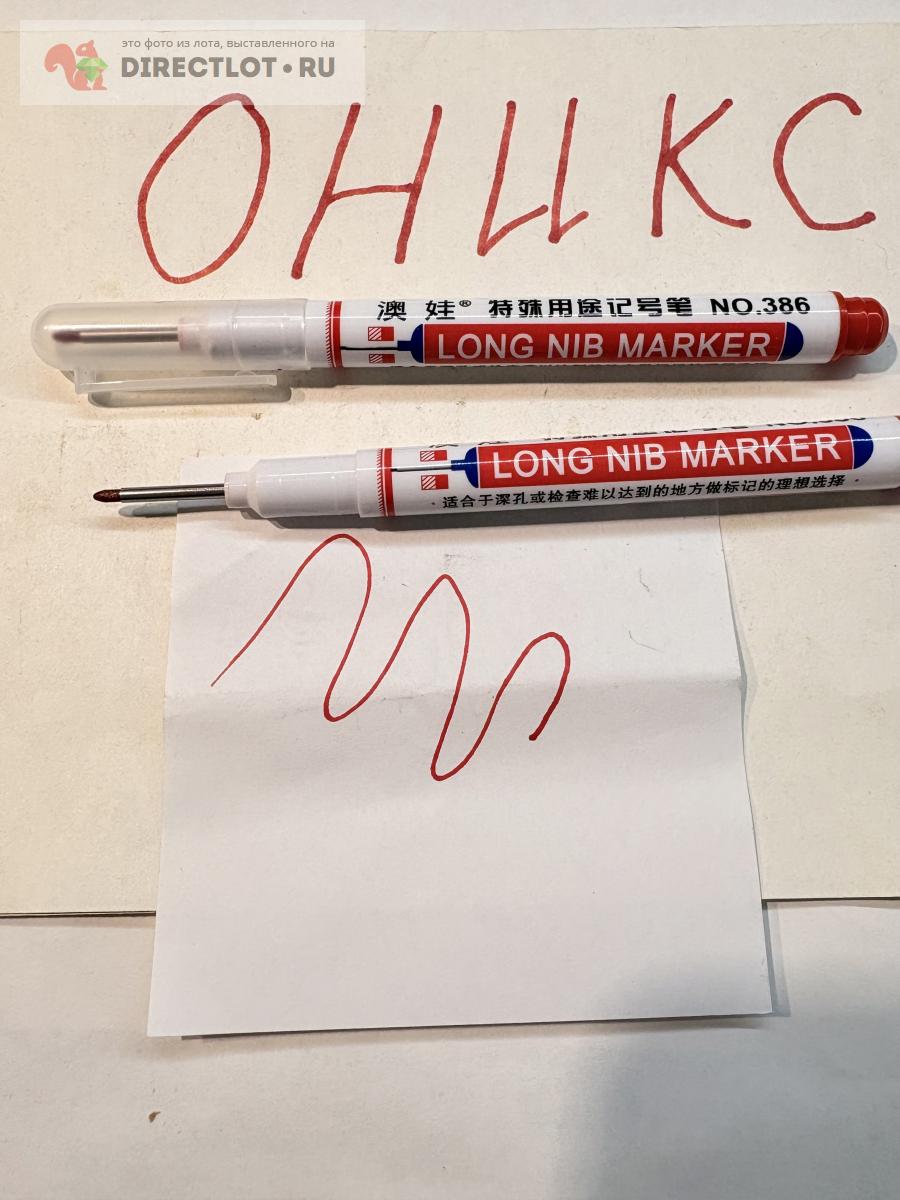 это фото из лота, выставленного на
DIRECTLOT • RU
ОНИКС
澳娃® 特殊用途记号笔 NO.386
LONG NIB MARKER
LONG NIB MARKER
· 适合于深孔或检查难以达到的地方做标记的理想选择 ·